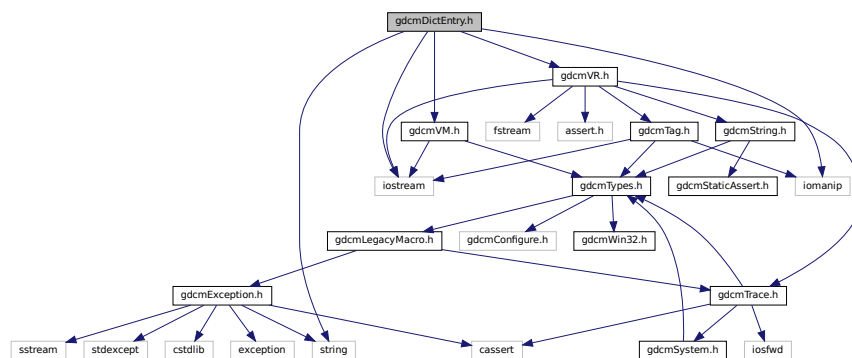 gdcmDictEntry.h
gdcmVR.h
gdcmVM.h
fstream
assert.h
gdcmTag.h
gdcmString.h
iostream
gdcmTypes.h
gdcmStaticAssert.h
iomanip
gdcmLegacyMacro.h
gdcmConfigure.h
gdcmWin32.h
gdcmException.h
gdcmTrace.h
sstream
stdexcept
cstdlib
exception
string
cassert
gdcmSystem.h
iosfwd